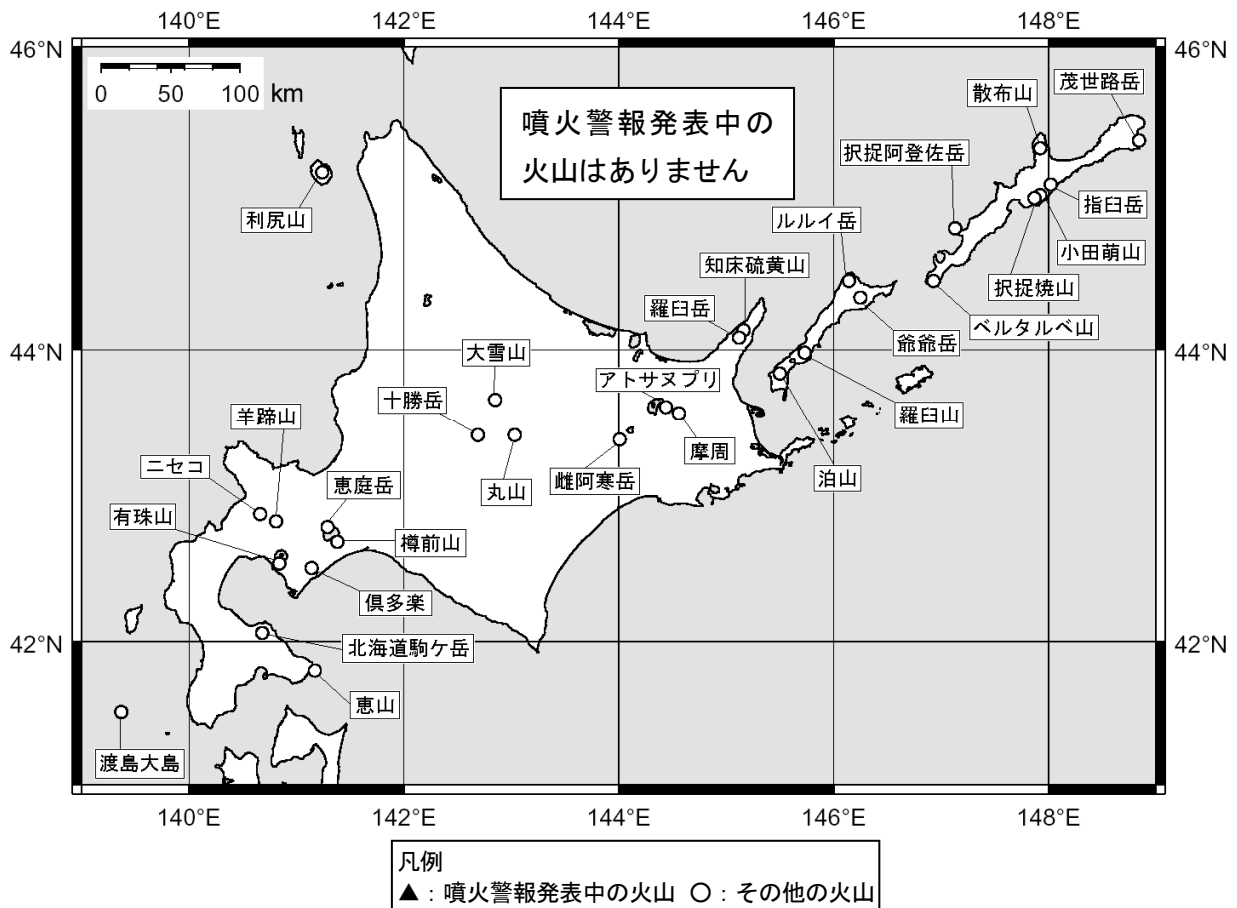 140°E 142°E 144°E 146°E 148°E
46°N 46°N
0 50 100 km
噴火警報発表中の
火山はありません
茂世路岳
散布山
択捉阿登佐岳
利尻山
ルルイ岳
指臼岳
知床硫黄山
小田萌山
羅臼岳
択捉焼山
ベルタルベ山
爺爺岳
44°N 44°N
大雪山
アトサヌプリ
十勝岳
羊蹄山
羅臼山
摩周
ニセコ
恵庭岳
丸山
雌阿寒岳
泊山
有珠山
樽前山
倶多楽
42°N 42°N
北海道駒ケ岳
恵山
渡島大島
140°E 142°E 144°E 146°E 148°E
凡例
▲:噴火警報発表中の火山 ○:その他の火山